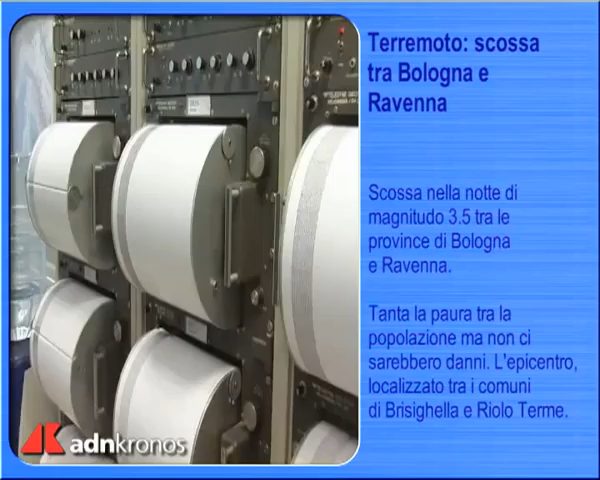 Terremoto: scossa
tra Bologna e
Ravenna
Scossa nella notte di
magnitudo 3.5 tra le
province di Bologna
e Ravenna.
Tanta la paura tra la
popolazione ma non ci
sarebbero danni. L'epicentro,
localizzato tra i comuni
di Brisighella e Riolo Terme.
adnkronos